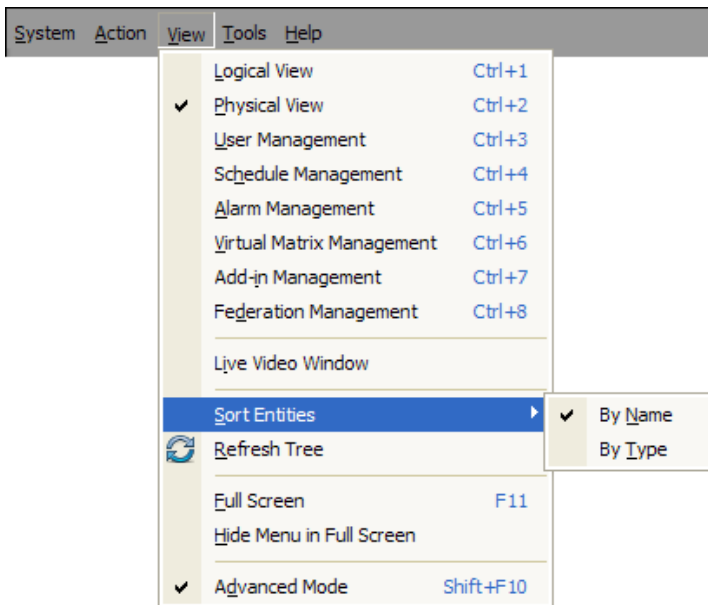 System Action View Tools Help
Logical View Ctrl+1
Physical View Ctrl+2
User Management Ctrl+3
Schedule Management Ctrl+4
Alarm Management Ctrl+5
Virtual Matrix Management Ctrl+6
Add-in Management Ctrl+7
Federation Management Ctrl+8
Live Video Window
Sort Entities
By Name
By Type
Refresh Tree
Full Screen F11
Hide Menu in Full Screen
Advanced Mode Shift+F10